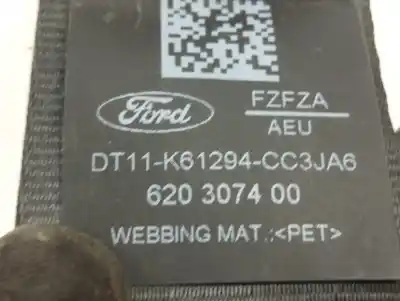 Ford
FZFZA
AEU
DT11-K61294-CC3JA6
620 3074 00
WEBBING MAT.:<PET>